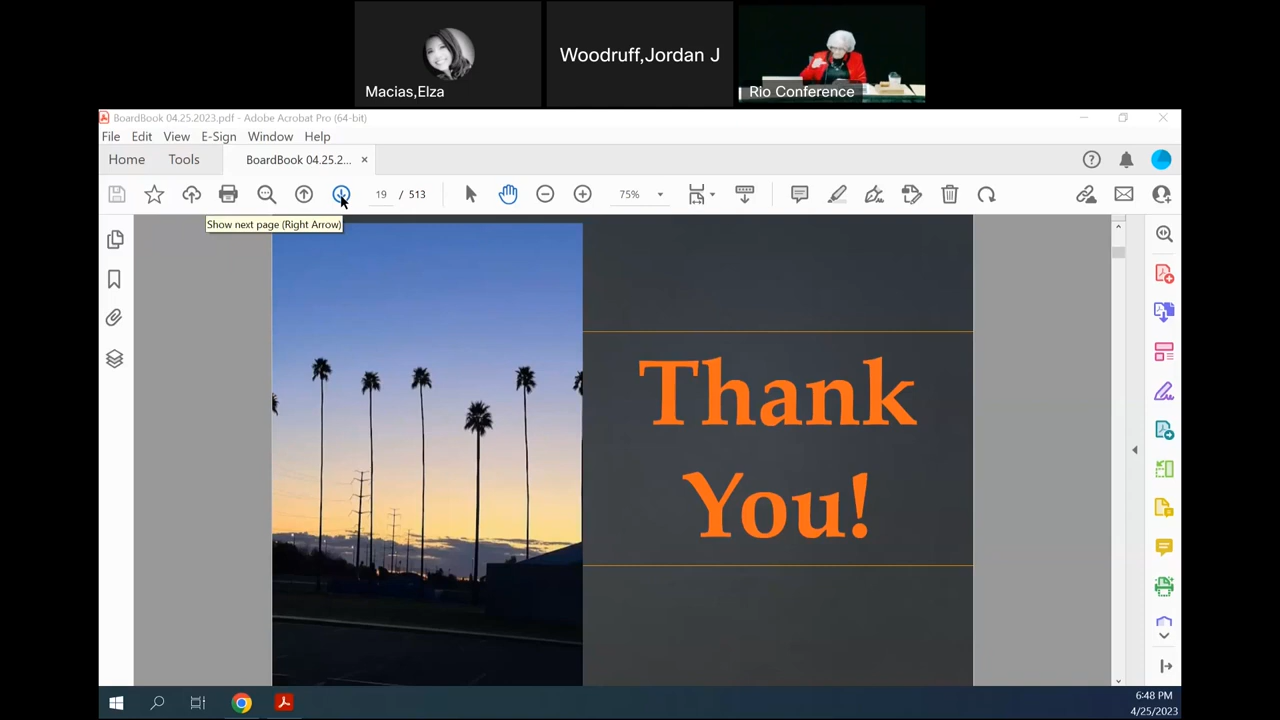 Woodruff,Jordan J
Macias,Elza
Rio Conference
BoardBook 04.25.2023.pdf - Adobe Acrobat Pro (64-bit)
File Edit View E-Sign Window Help
Home Tools BoardBook 04.25.2... ×
19 / 513 75%
Show next page (Right Arrow)
Thank
You!
6:48 PM
4/25/2023